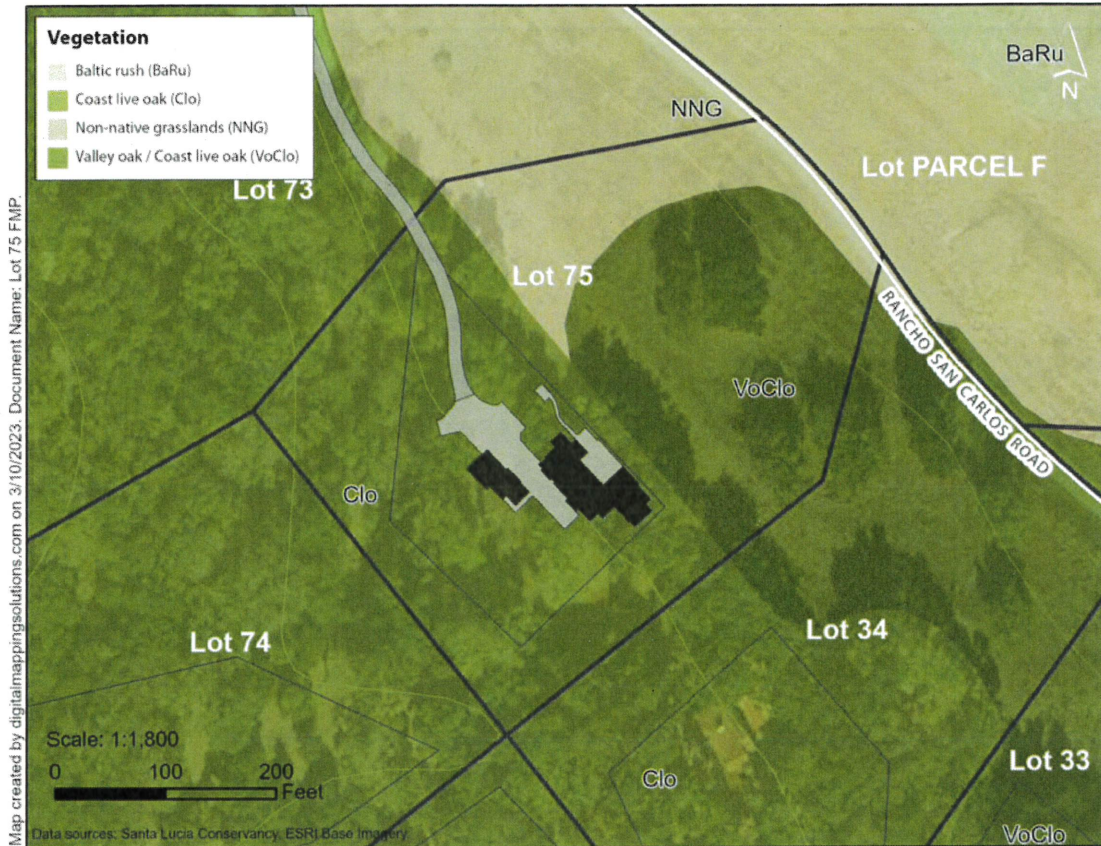 Vegetation
Baltic rush (BaRu)
Coast live oak (Clo)
Non-native grasslands (NNG)
Valley oak / Coast live oak (VoClo)
BaRu
N
NNG
Lot PARCEL F
Lot 73
Lot 75
RANCHO SAN CARLOS ROAD
VoClo
Clo
Lot 74
Lot 34
Scale: 1:1,800
0 100 200
Feet
Clo
Lot 33
VoClo
Data sources: Santa Lucia Conservancy, ESRI Base Imagery
Map created by digitalmappingsolutions.com on 3/10/2023. Document Name: Lot 75 FMP.